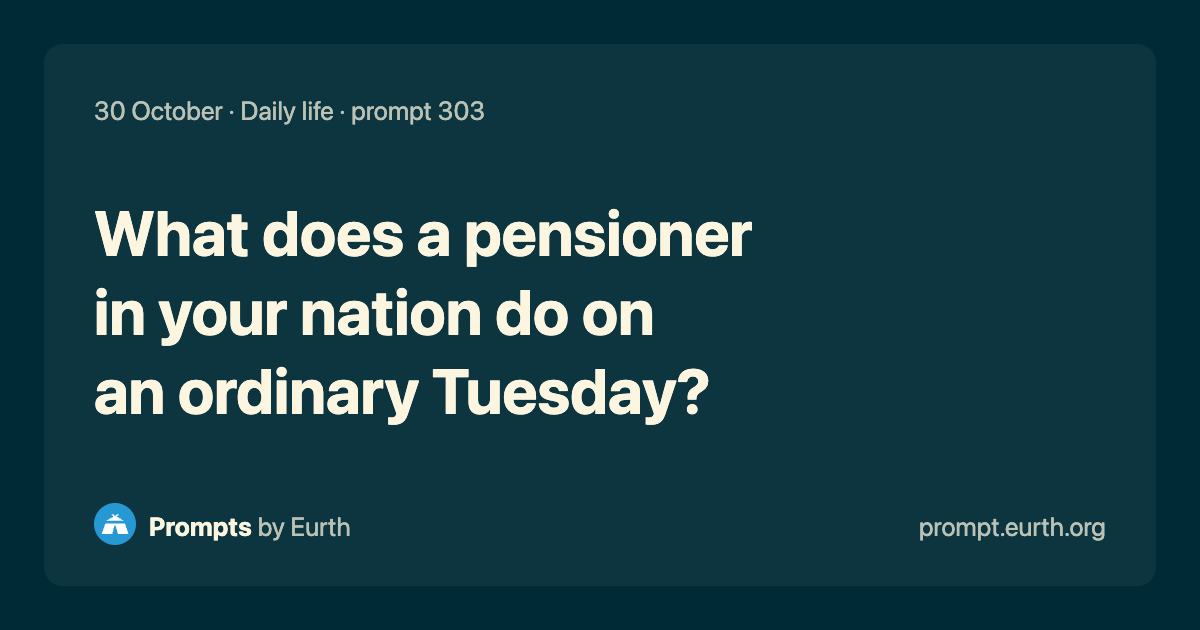 30 October · Daily life · prompt 303
What does a pensioner
in your nation do on
an ordinary Tuesday?
Prompts by Eurth
prompt.eurth.org